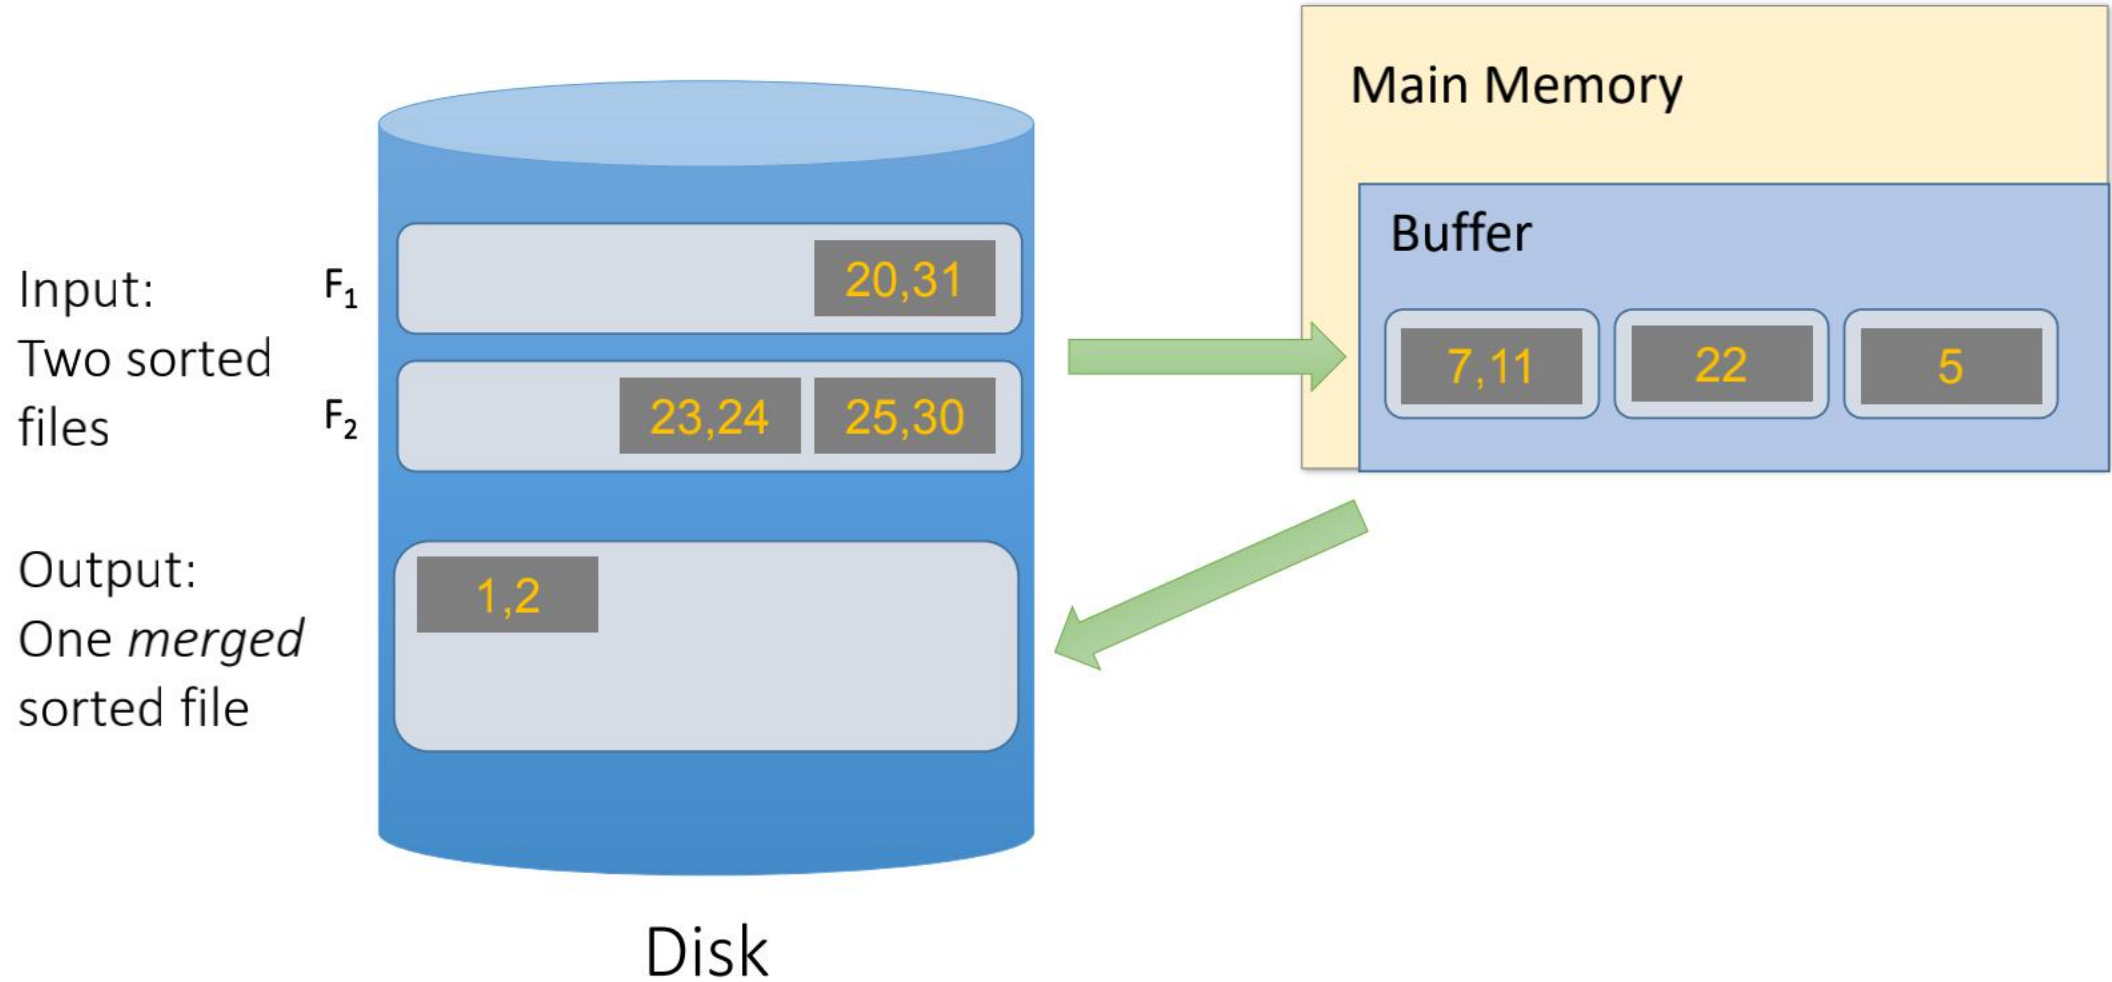 Main Memory
Buffer
Input:
Two sorted
files
F₁
20,31
F₂
23,24
25,30
7,11
22
5
Output:
One merged
sorted file
1,2
Disk